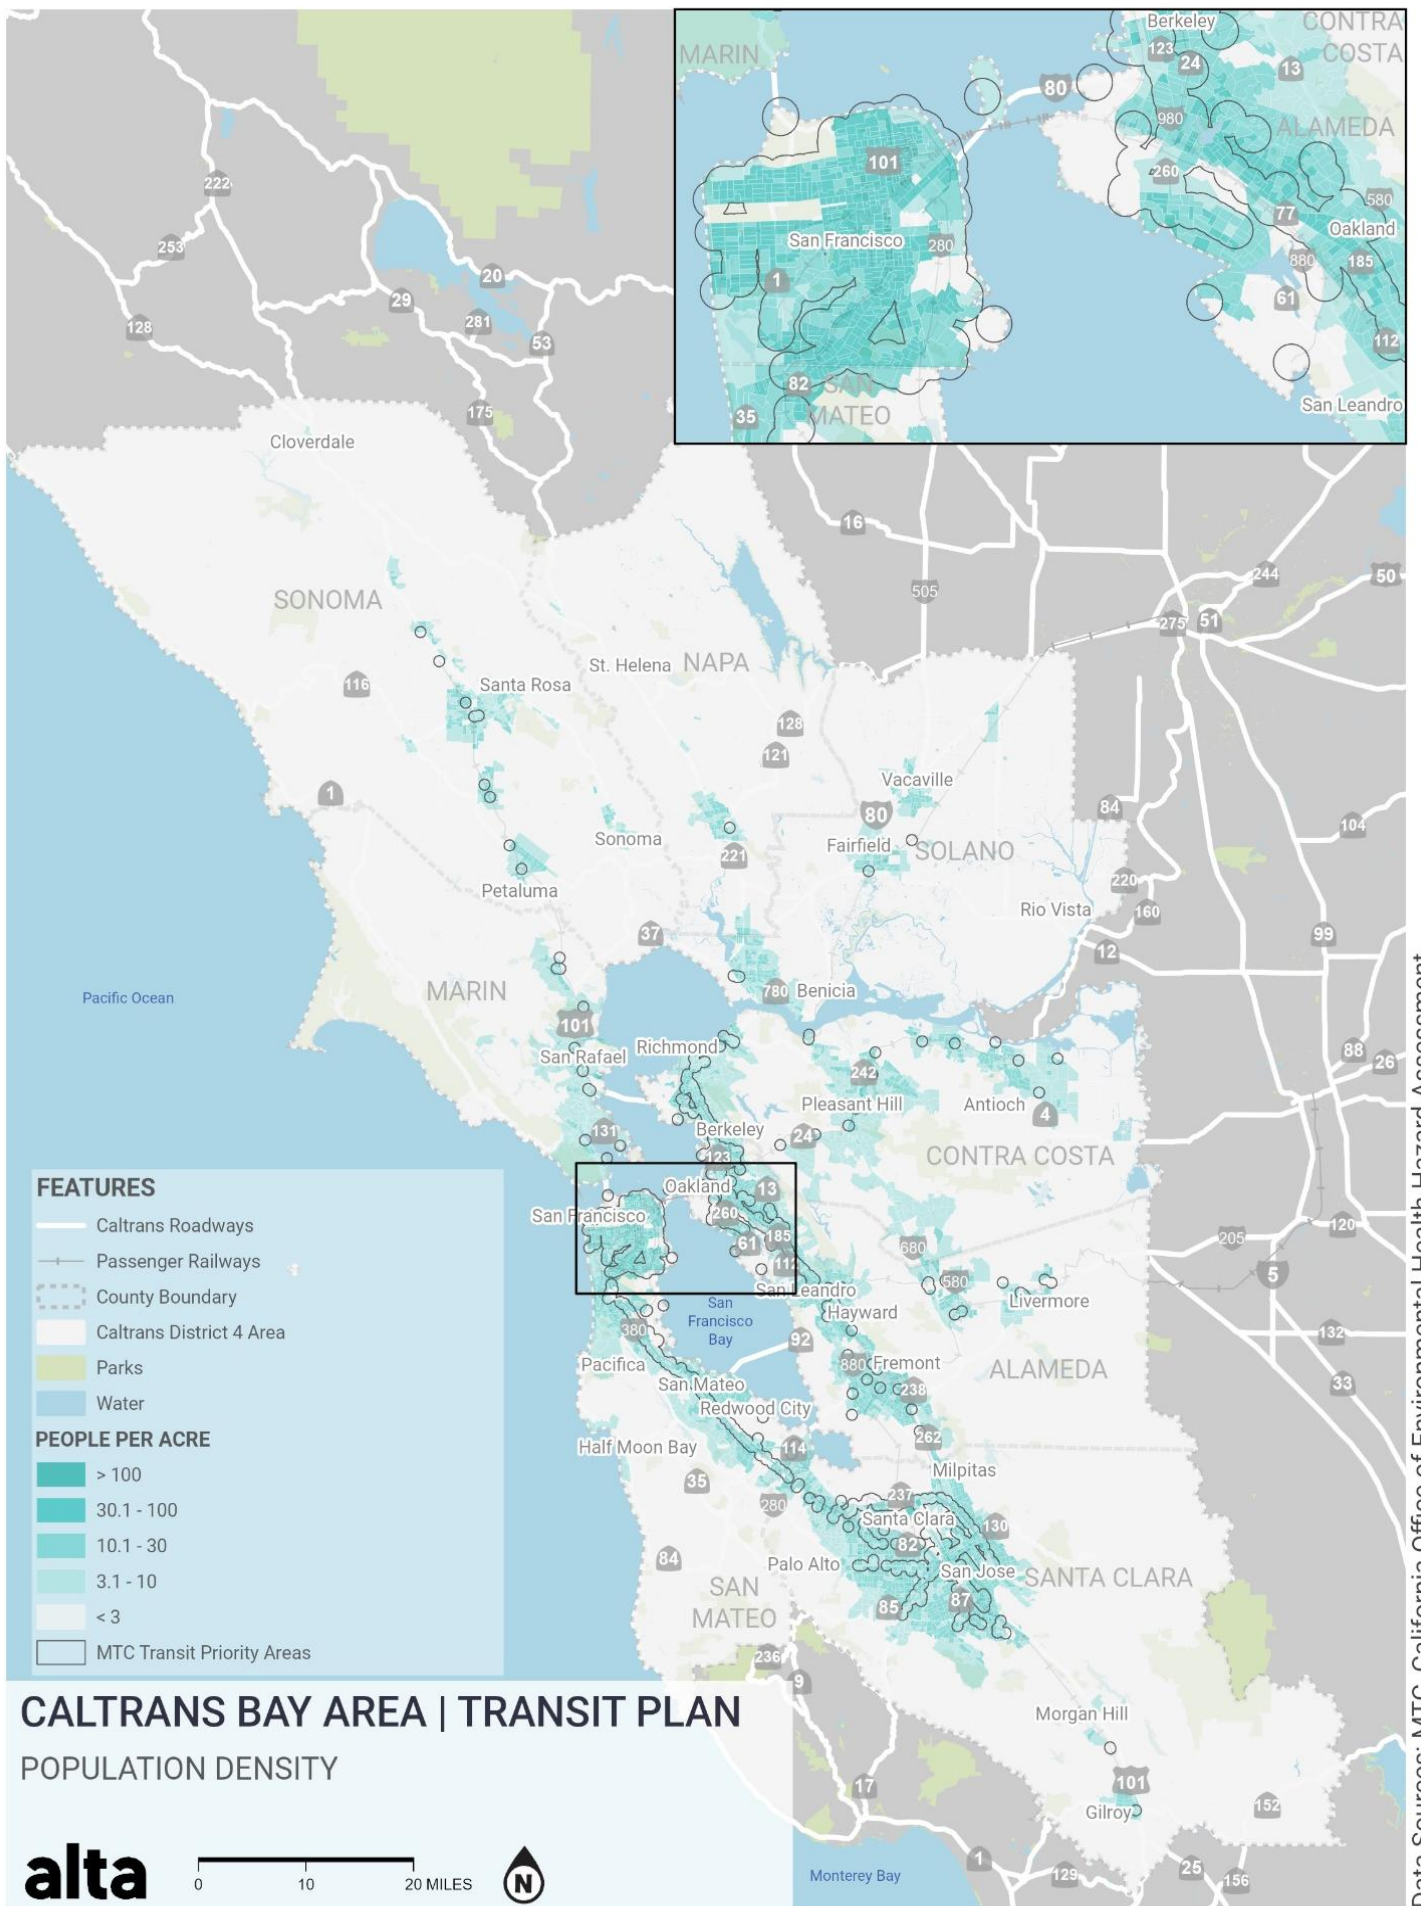 MARIN
Berkeley
CONTRA
COSTA
123
24
13
80
980
ALAMEDA
101
260
580
77
Oakland
San Francisco
280
880
185
1
61
112
82
SAN
MATEO
35
San Leandro
222
253
20
29
128
281
53
175
Cloverdale
16
505
244
50
275
51
SONOMA
St. Helena
NAPA
116
Santa Rosa
128
121
1
Vacaville
84
80
104
Sonoma
Fairfield
SOLANO
221
220
Petaluma
Rio Vista
160
37
99
12
MARIN
780
Benicia
Pacific Ocean
101
San Rafael
Richmond
242
88
26
Pleasant Hill
Antioch
4
131
Berkeley
24
123
CONTRA COSTA
Oakland
13
San Francisco
260
185
61
112
680
205
120
580
5
San Leandro
Livermore
San
Francisco
Bay
Hayward
380
92
132
Pacifica
880
Fremont
ALAMEDA
San Mateo
238
33
Redwood City
262
Half Moon Bay
114
Milpitas
35
237
280
Santa Clara
130
82
84
Palo Alto
San Jose
SANTA CLARA
SAN
MATEO
85
87
236
9
Morgan Hill
101
17
Gilroy
152
1
129
25
156
Monterey Bay
FEATURES
Caltrans Roadways
Passenger Railways
County Boundary
Caltrans District 4 Area
Parks
Water
PEOPLE PER ACRE
> 100
30.1 - 100
10.1 - 30
3.1 - 10
< 3
MTC Transit Priority Areas
CALTRANS BAY AREA | TRANSIT PLAN
POPULATION DENSITY
alta
0 10 20 MILES
N
Data Sources: MTC, California Office of Environmental Health Hazard Assessment